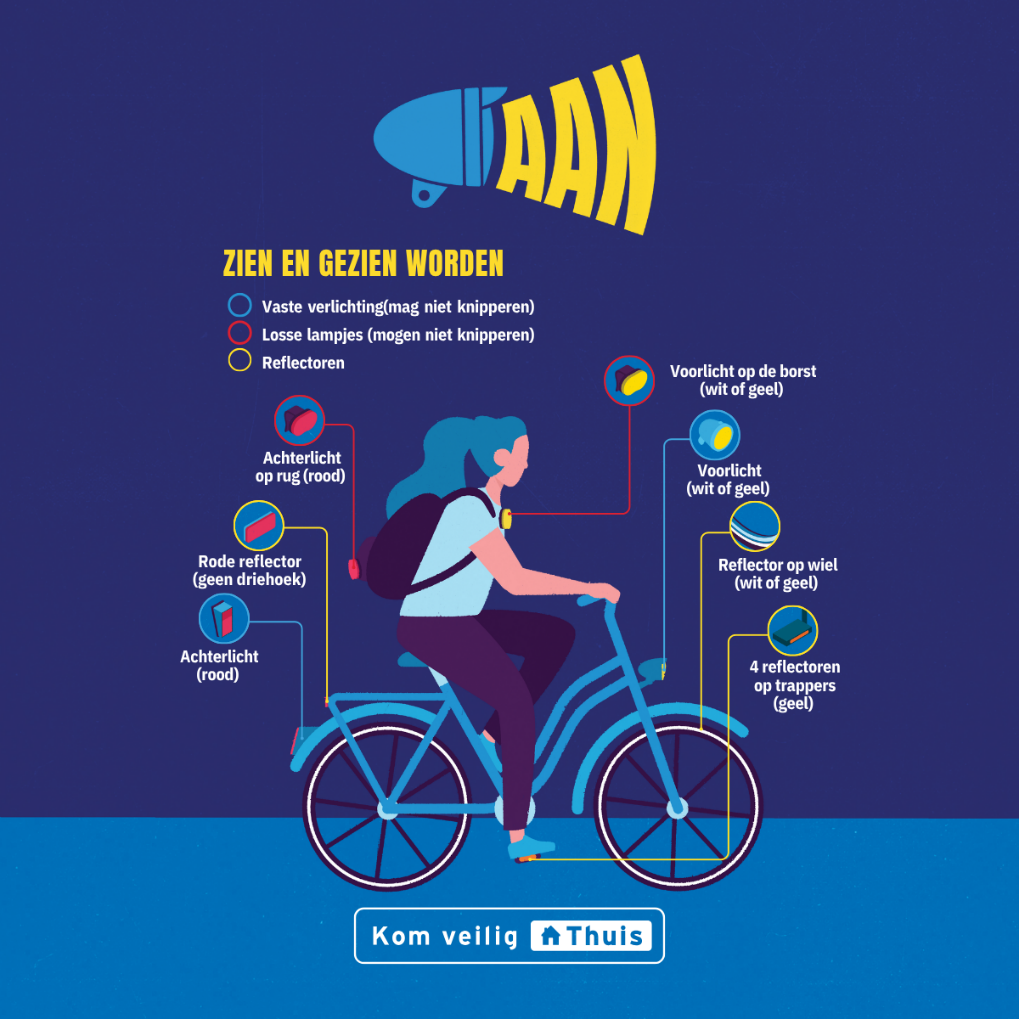 AAN
ZIEN EN GEZIEN WORDEN
Vaste verlichting(mag niet knipperen)
Losse lampjes (mogen niet knipperen)
Reflectoren
Voorlicht op de borst
(wit of geel)
Achterlicht
op rug (rood)
Voorlicht
(wit of geel)
Rode reflector
(geen driehoek)
Reflector op wiel
(wit of geel)
Achterlicht
(rood)
4 reflectoren
op trappers
(geel)
Kom veilig Thuis